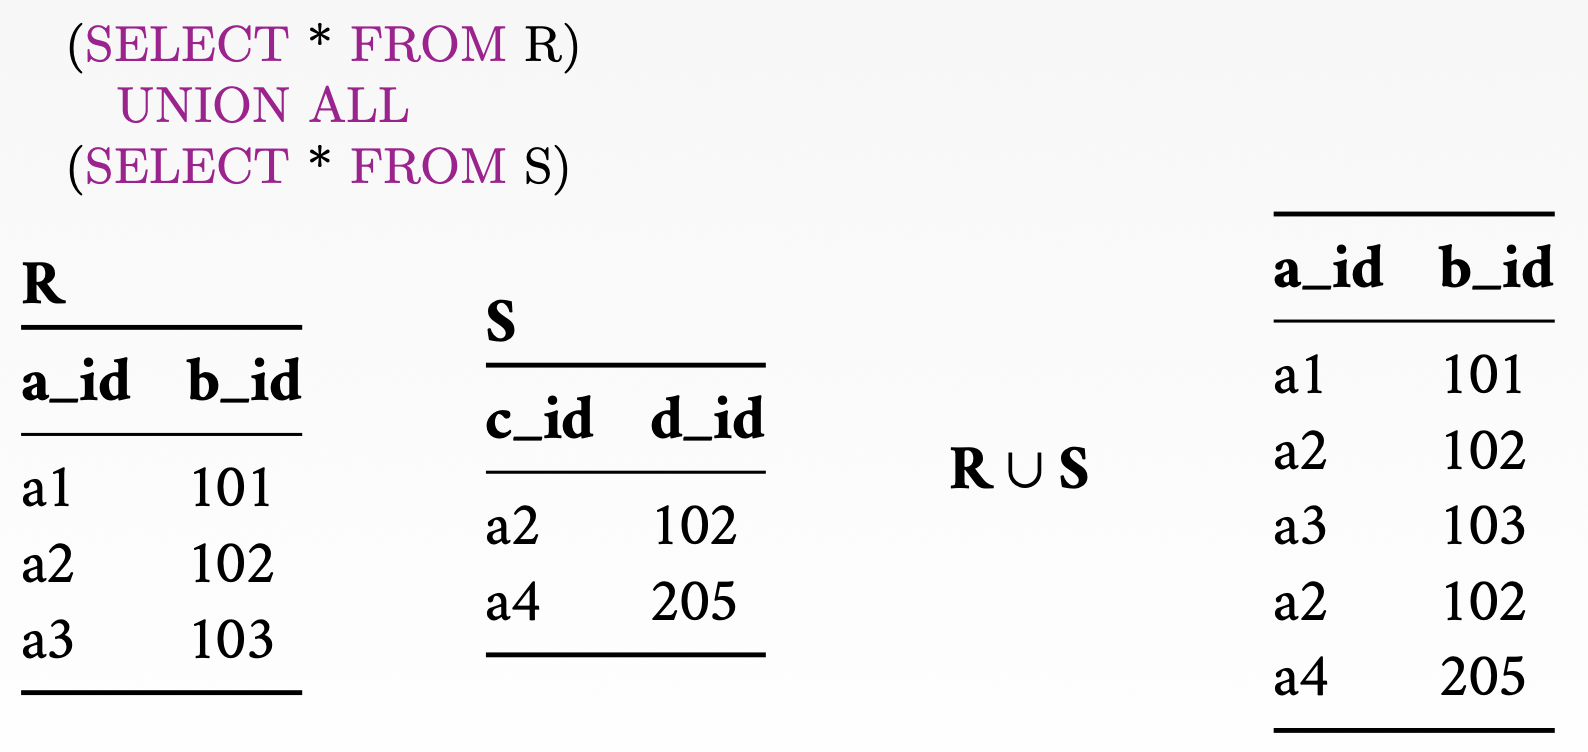 (SELECT * FROM R)
UNION ALL
(SELECT * FROM S)
R
a_id b_id
a1 101
a2 102
a3 103
S
c_id d_id
a2 102
a4 205
R ∪ S
a_id b_id
a1 101
a2 102
a3 103
a2 102
a4 205